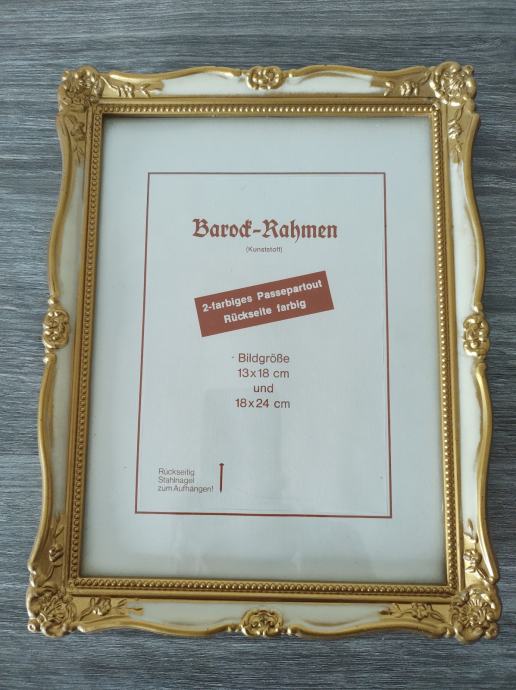 Barock-Rahmen
(Kunststoff)
2-farbiges Passepartout
Rückseite farbig
Bildgröße
13x18 cm
und
18x24 cm
Rückseitig
Stahlnagel
zum Aufhängen!